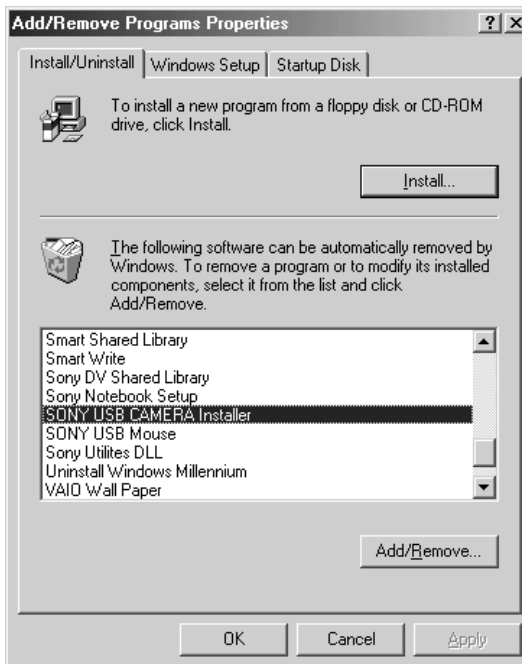 Add/Remove Programs Properties
Install/Uninstall
Windows Setup
Startup Disk
To install a new program from a floppy disk or CD-ROM
drive, click Install.
Install...
The following software can be automatically removed by
Windows. To remove a program or to modify its installed
components, select it from the list and click
Add/Remove.
Smart Shared Library
Smart Write
Sony DV Shared Library
Sony Notebook Setup
SONY USB CAMERA Installer
SONY USB Mouse
Sony Utilites DLL
Uninstall Windows Millennium
VAIO Wall Paper
Add/Remove...
OK
Cancel
Apply